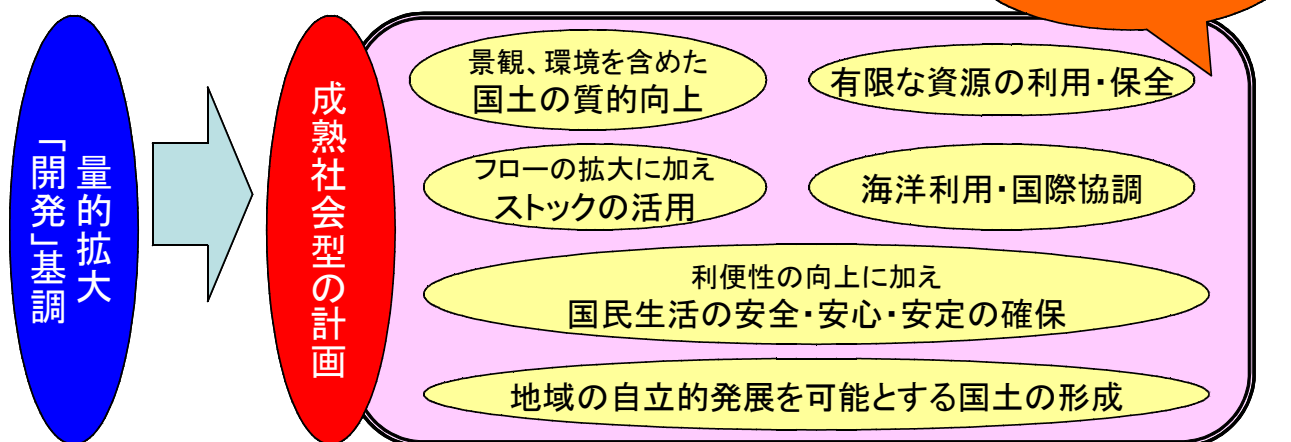 量的拡大
「開発」基調
成熟社会型の計画
景観、環境を含めた
国土の質的向上
有限な資源の利用・保全
フローの拡大に加え
ストックの活用
海洋利用・国際協調
利便性の向上に加え
国民生活の安全・安心・安定の確保
地域の自立的発展を可能とする国土の形成